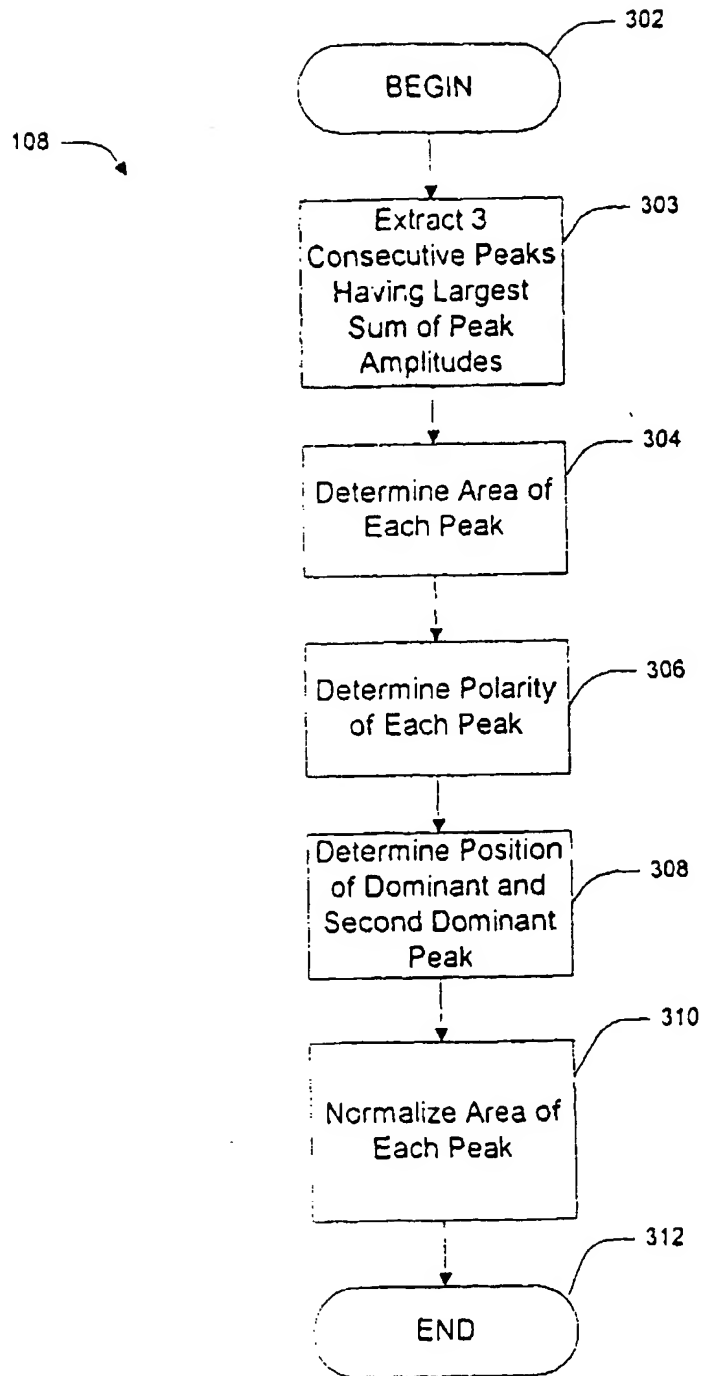 302
BEGIN
108
303
Extract 3
Consecutive Peaks
Having Largest
Sum of Peak
Amplitudes
304
Determine Area of
Each Peak
306
Determine Polarity
of Each Peak
308
Determine Position
of Dominant and
Second Dominant
Peak
310
Normalize Area of
Each Peak
312
END